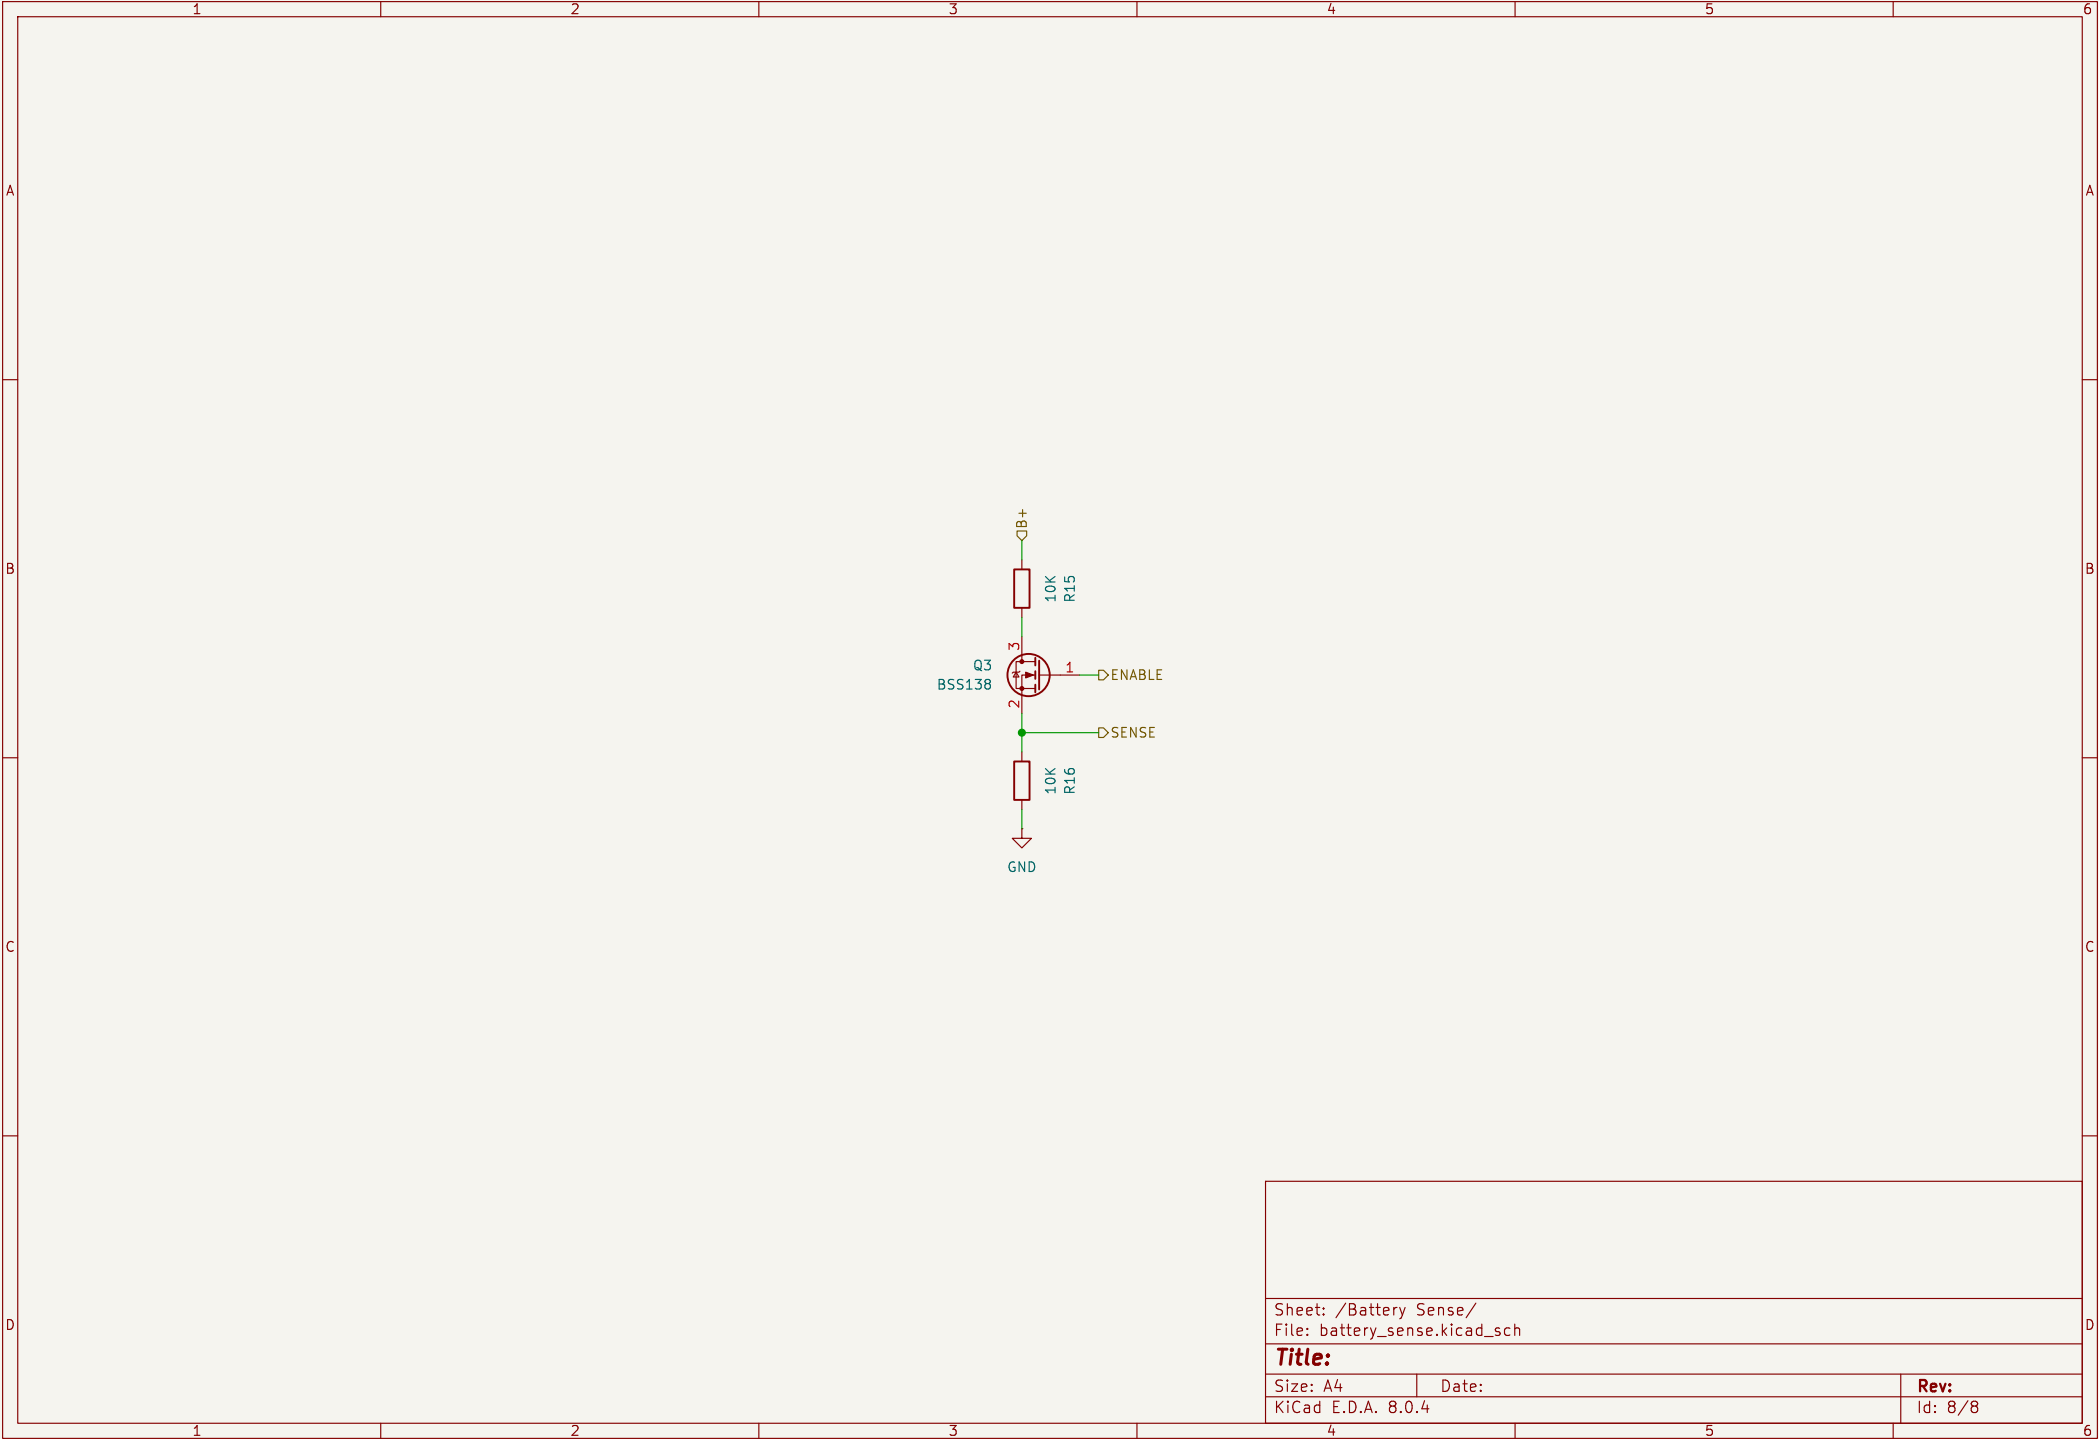 1 2 3 4 5 6
A A
B+
10K
R15
B B
3
Q3
BSS138
1
ENABLE
2
SENSE
10K
R16
GND
C C
Sheet: /Battery Sense/
File: battery_sense.kicad_sch
D D
Title:
Size: A4 Date: Rev:
KiCad E.D.A. 8.0.4 Id: 8/8
1 2 3 4 5 6